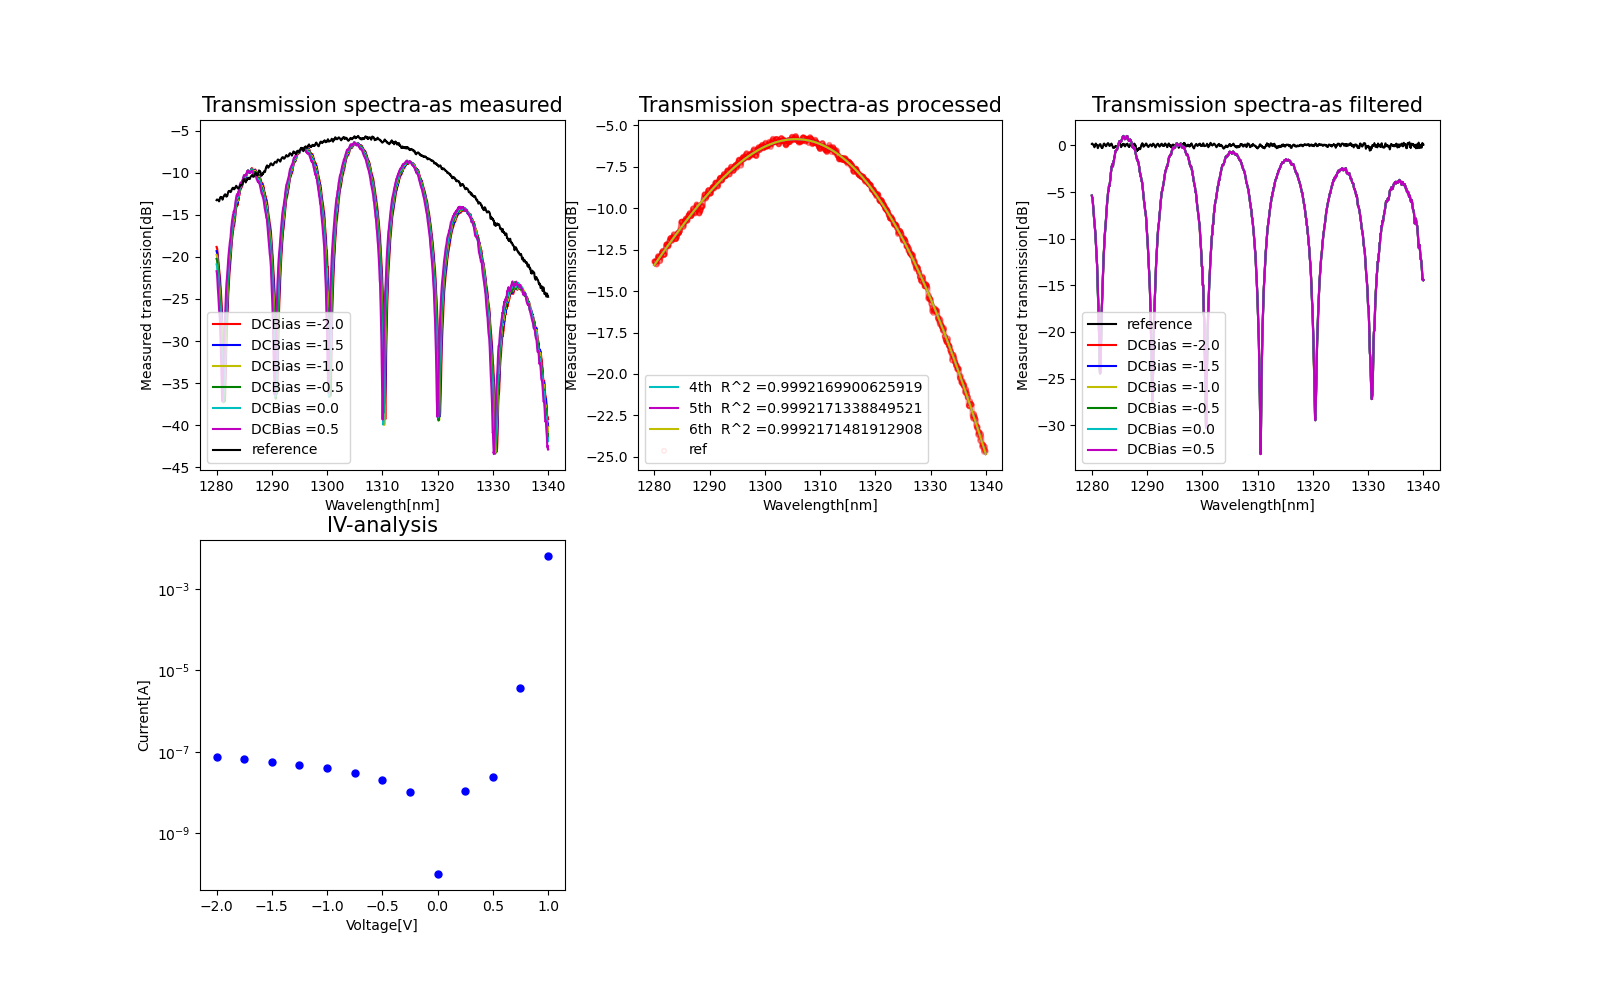 Transmission spectra-as measured
Measured transmission[dB]
−5
−10
−15
−20
−25
−30
−35
−40
−45
DCBias =-2.0
DCBias =-1.5
DCBias =-1.0
DCBias =-0.5
DCBias =0.0
DCBias =0.5
reference
1280 1290 1300 1310 1320 1330 1340
Wavelength[nm]
Transmission spectra-as processed
Measured transmission[dB]
−5.0
−7.5
−10.0
−12.5
−15.0
−17.5
−20.0
−22.5
−25.0
4th R^2 =0.9992169900625919
5th R^2 =0.9992171338849521
6th R^2 =0.9992171481912908
ref
1280 1290 1300 1310 1320 1330 1340
Wavelength[nm]
Transmission spectra-as filtered
Measured transmission[dB]
0
−5
−10
−15
−20
−25
−30
reference
DCBias =-2.0
DCBias =-1.5
DCBias =-1.0
DCBias =-0.5
DCBias =0.0
DCBias =0.5
1280 1290 1300 1310 1320 1330 1340
Wavelength[nm]
IV-analysis
Current[A]
10⁻³
10⁻⁵
10⁻⁷
10⁻⁹
−2.0 −1.5 −1.0 −0.5 0.0 0.5 1.0
Voltage[V]